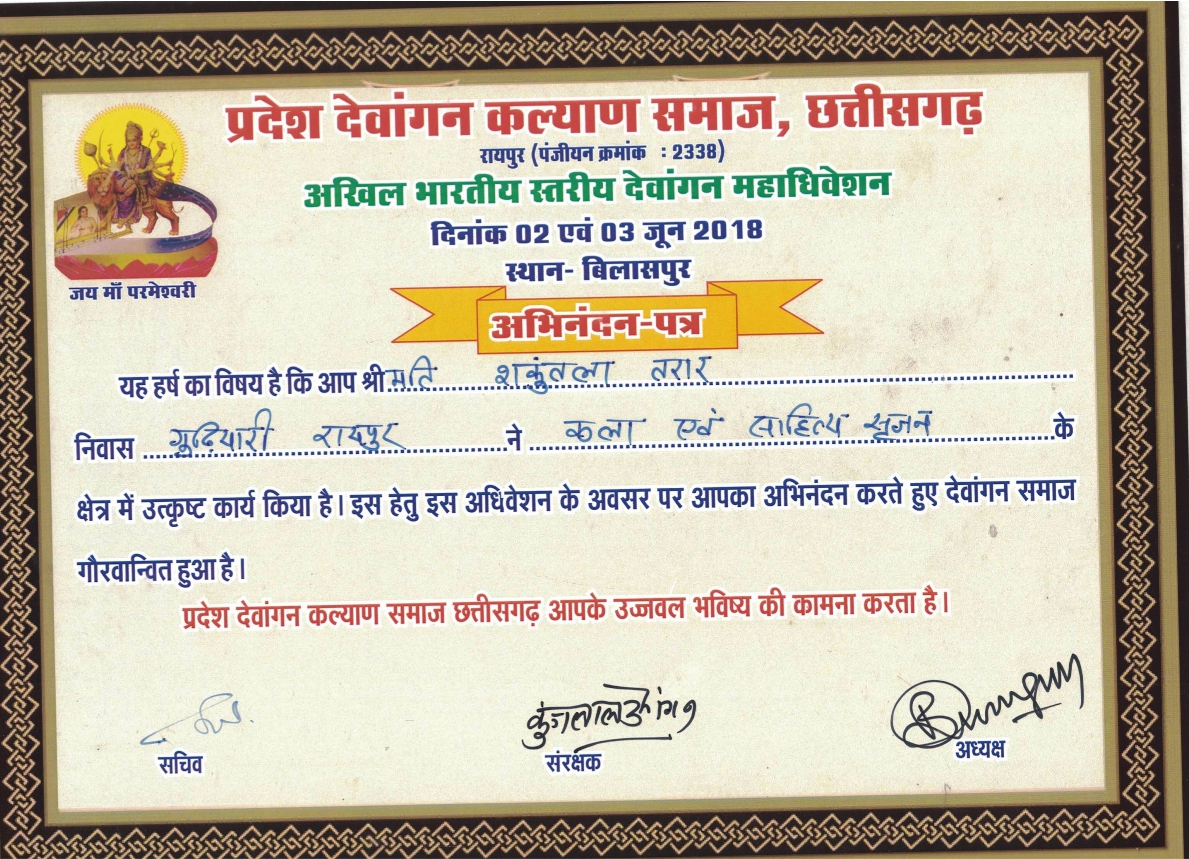 प्रदेश देवांगन कल्याण समाज, छत्तीसगढ़
रायपुर (पंजीयन क्रमांक : 2338)
अखिल भारतीय स्तरीय देवांगन महाधिवेशन
दिनांक 02 एवं 03 जून 2018
स्थान- बिलासपुर
जय माँ परमेश्वरी
अभिनंदन-पत्र
यह हर्ष का विषय है कि आप श्रीमति शकुंतला तरार
निवास गुढ़ियारी रायपुर ने कला एवं साहित्य सृजन के
क्षेत्र में उत्कृष्ट कार्य किया है। इस हेतु इस अधिवेशन के अवसर पर आपका अभिनंदन करते हुए देवांगन समाज
गौरवान्वित हुआ है।
प्रदेश देवांगन कल्याण समाज छत्तीसगढ़ आपके उज्जवल भविष्य की कामना करता है।
सचिव
संरक्षक
अध्यक्ष